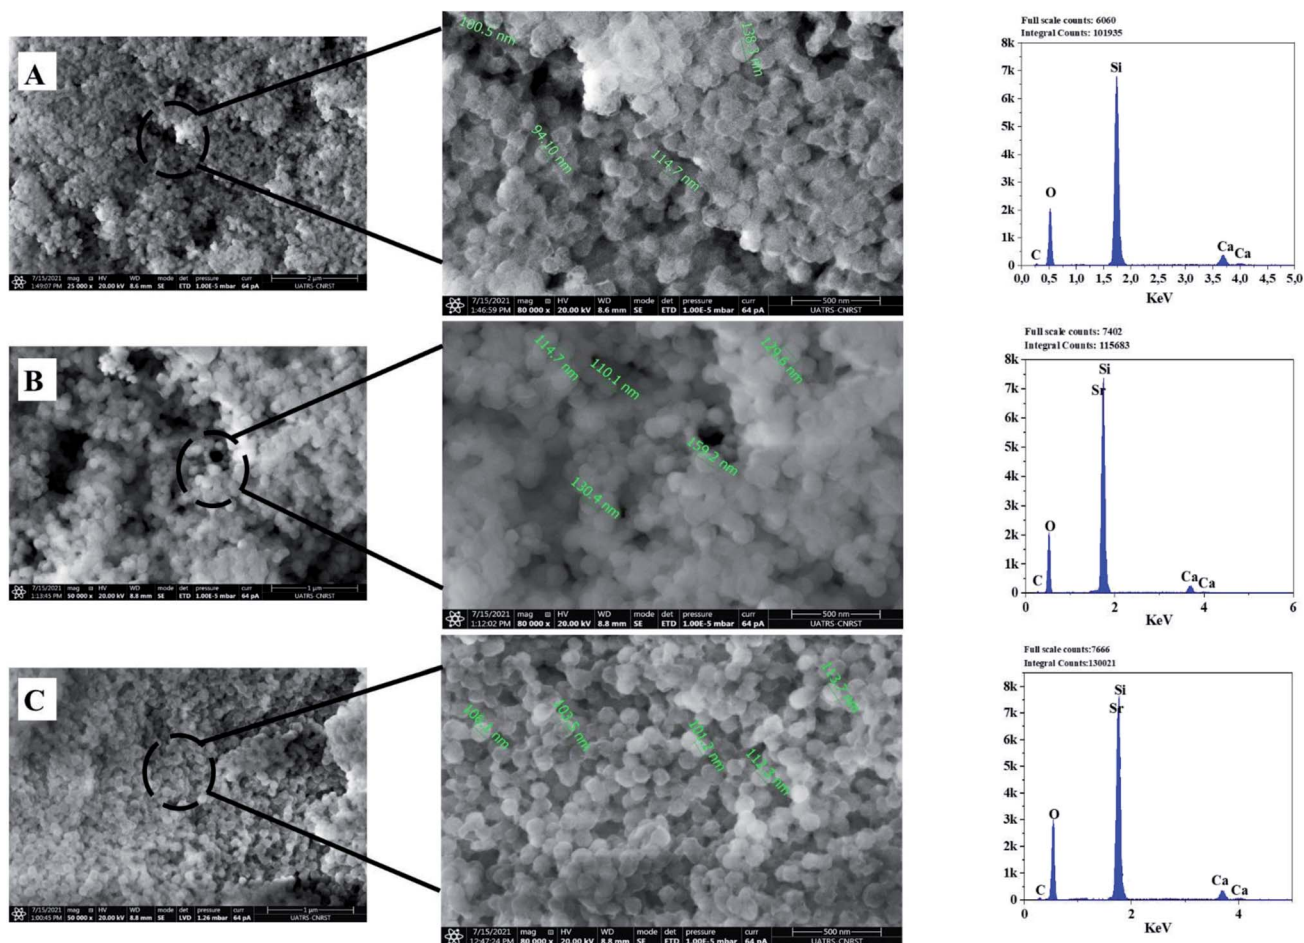 A
7/15/2021 mag HV WD mode det pressure curr 2 µm
1:49:07 PM 25 000 x 20.00 kV 8.6 mm SE ETD 1.00E-5 mbar 64 pA UATRS-CNRST
100.5 nm
138.3 nm
94.10 nm
114.7 nm
7/15/2021 mag HV WD mode det pressure curr 500 nm
1:46:59 PM 80 000 x 20.00 kV 8.6 mm SE ETD 1.00E-5 mbar 64 pA UATRS-CNRST
Full scale counts: 6060
Integral Counts: 101935
8k
7k
6k
5k
4k
3k
2k
1k
0
Si
O
C
Ca Ca
0,0 0,5 1,0 1,5 2,0 2,5 3,0 3,5 4,0 4,5 5,0
KeV
B
7/15/2021 mag HV WD mode det pressure curr 1 µm
1:13:45 PM 50 000 x 20.00 kV 8.8 mm SE ETD 1.00E-5 mbar 64 pA UATRS-CNRST
114.7 nm
110.1 nm
129.6 nm
159.2 nm
130.4 nm
7/15/2021 mag HV WD mode det pressure curr 500 nm
1:12:02 PM 80 000 x 20.00 kV 8.8 mm SE ETD 1.00E-5 mbar 64 pA UATRS-CNRST
Full scale counts: 7402
Integral Counts: 115683
8k
7k
6k
5k
4k
3k
2k
1k
0
Si
Sr
O
C
Ca Ca
0 2 4 6
KeV
C
7/15/2021 mag HV WD mode det pressure curr 1 µm
1:00:45 PM 50 000 x 20.00 kV 8.8 mm SE LVD 1.26 mbar 64 pA UATRS-CNRST
nm
103.5 nm
101.2 nm
nm
nm
7/15/2021 mag HV WD mode det pressure curr 500 nm
12:47:24 PM 80 000 x 20.00 kV 8.8 mm SE ETD 1.00E-5 mbar 64 pA UATRS-CNRST
Full scale counts:7666
Integral Counts:130021
8k
7k
6k
5k
4k
3k
2k
1k
0
Si
Sr
O
C
Ca
Ca
0 2 4
KeV